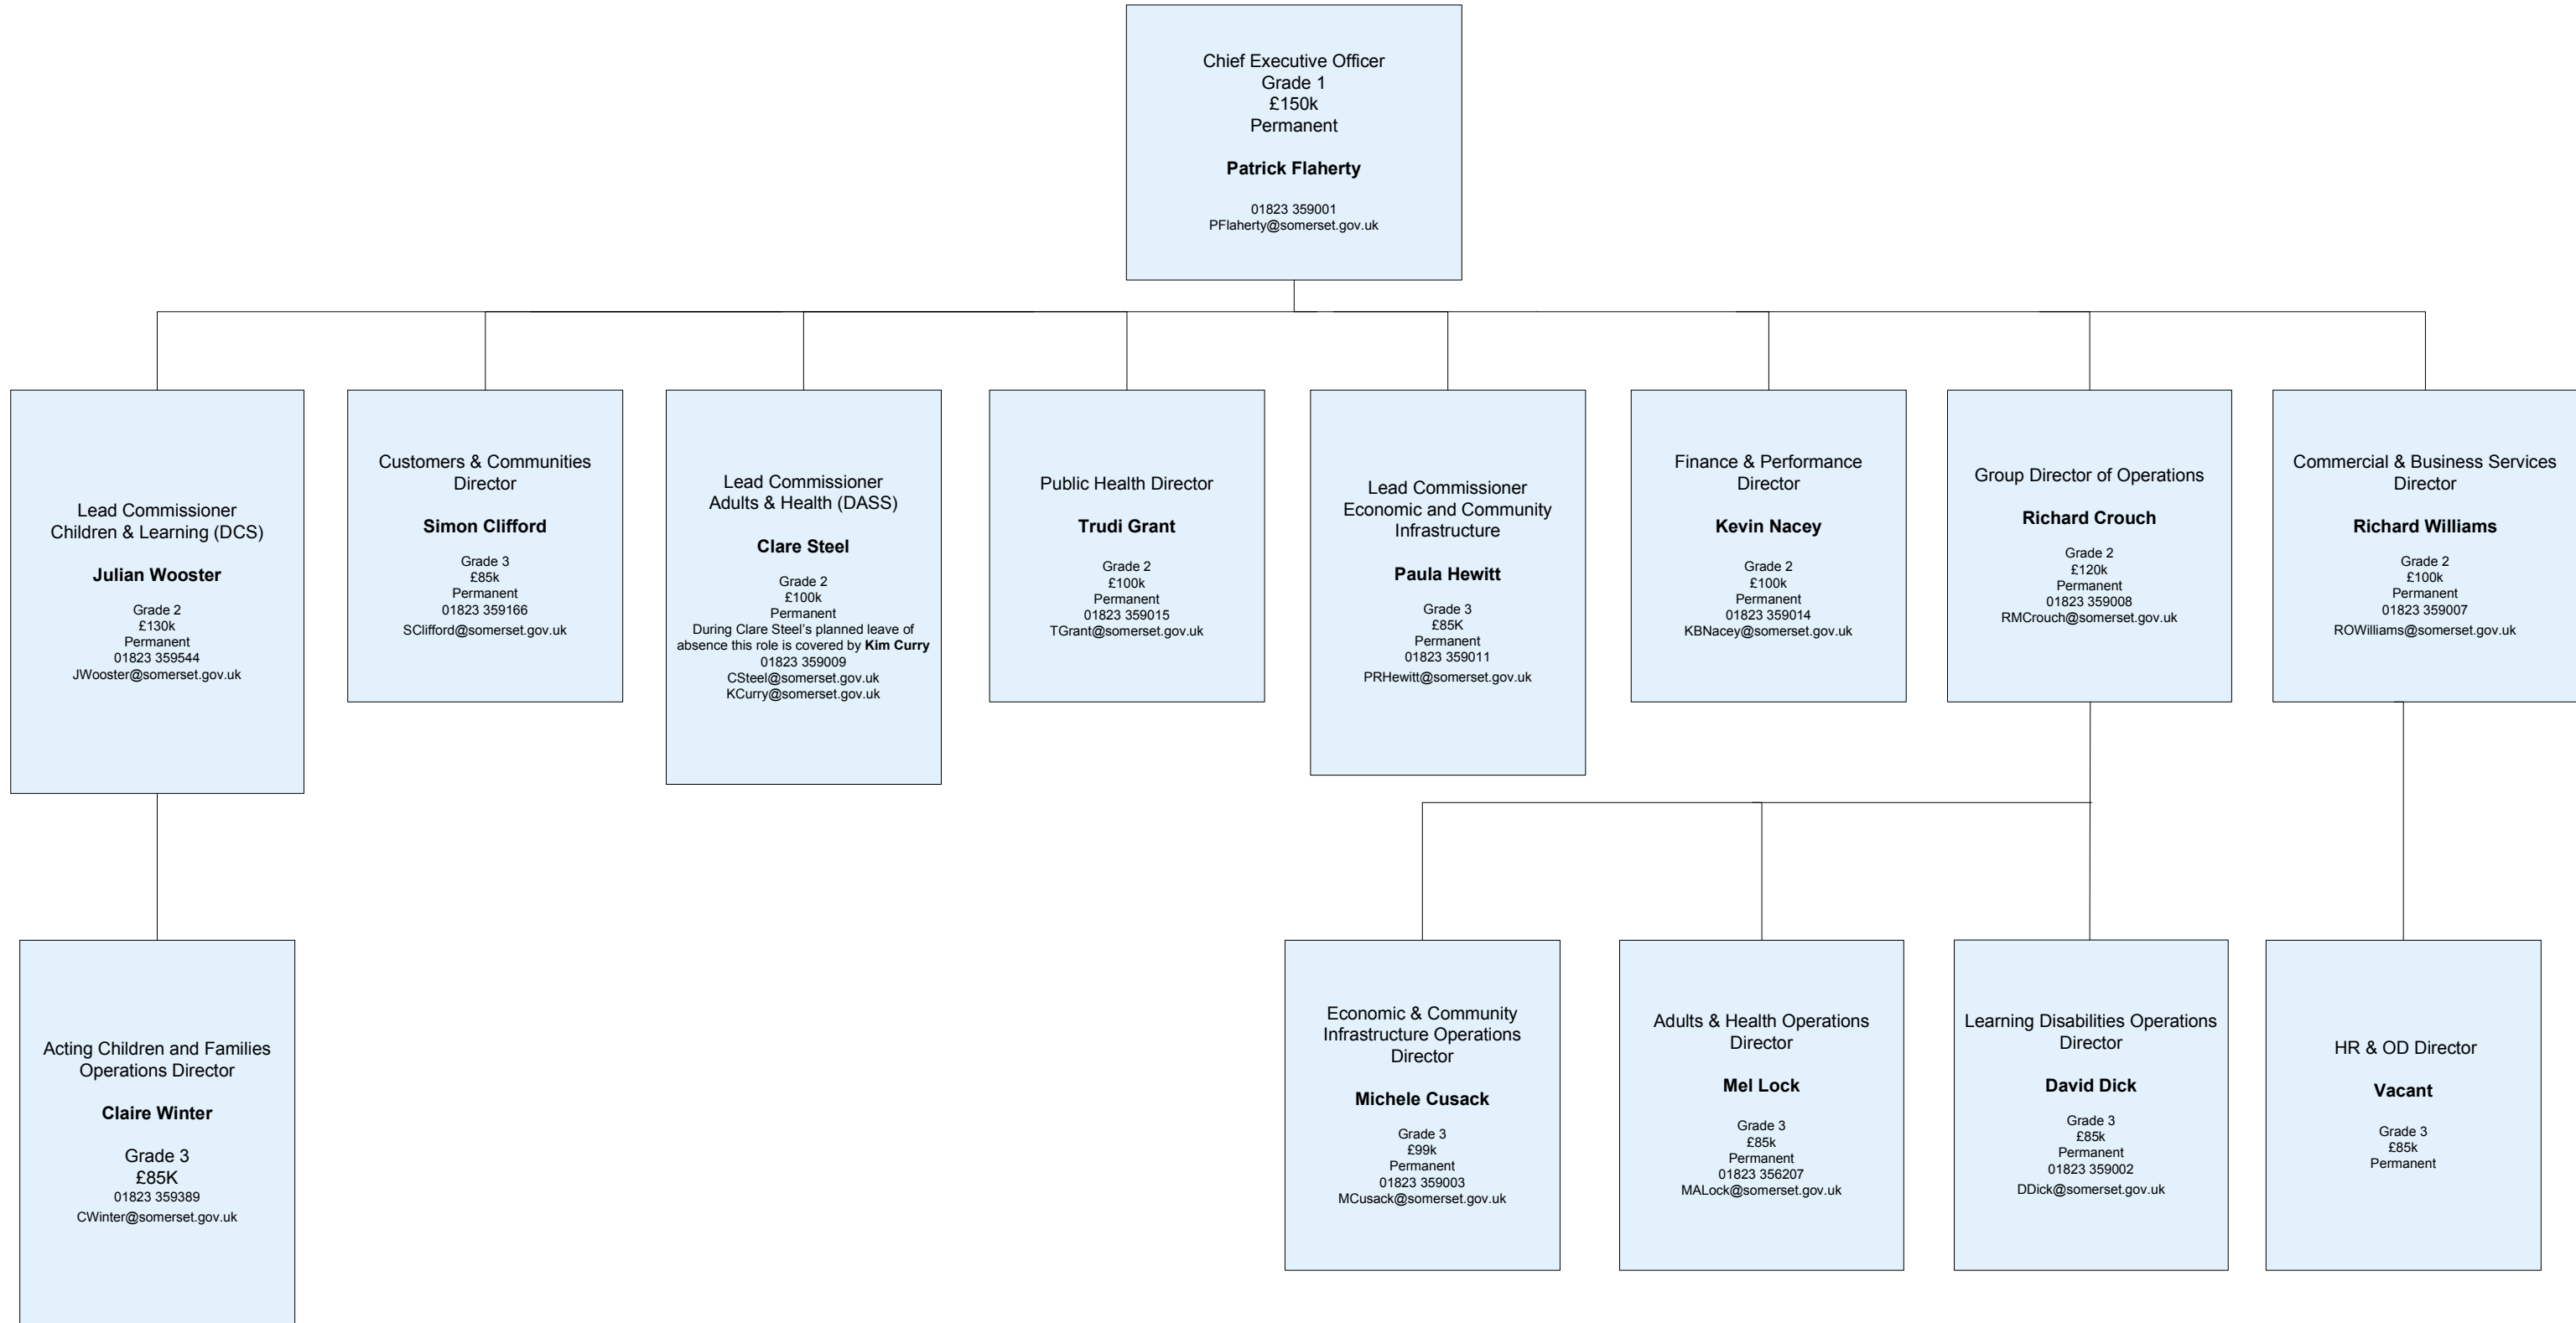 Chief Executive Officer
Grade 1
£150k
Permanent
Patrick Flaherty
01823 359001
PFlaherty@somerset.gov.uk
Lead Commissioner
Children & Learning (DCS)
Julian Wooster
Grade 2
£130k
Permanent
01823 359544
JWooster@somerset.gov.uk
Customers & Communities
Director
Simon Clifford
Grade 3
£85k
Permanent
01823 359166
SClifford@somerset.gov.uk
Lead Commissioner
Adults & Health (DASS)
Clare Steel
Grade 2
£100k
Permanent
During Clare Steel's planned leave of
absence this role is covered by Kim Curry
01823 359009
CSteel@somerset.gov.uk
KCurry@somerset.gov.uk
Public Health Director
Trudi Grant
Grade 2
£100k
Permanent
01823 359015
TGrant@somerset.gov.uk
Lead Commissioner
Economic and Community
Infrastructure
Paula Hewitt
Grade 3
£85K
Permanent
01823 359011
PRHewitt@somerset.gov.uk
Finance & Performance
Director
Kevin Nacey
Grade 2
£100k
Permanent
01823 359014
KBNacey@somerset.gov.uk
Group Director of Operations
Richard Crouch
Grade 2
£120k
Permanent
01823 359008
RMCrouch@somerset.gov.uk
Commercial & Business Services
Director
Richard Williams
Grade 2
£100k
Permanent
01823 359007
ROWilliams@somerset.gov.uk
Acting Children and Families
Operations Director
Claire Winter
Grade 3
£85K
01823 359389
CWinter@somerset.gov.uk
Economic & Community
Infrastructure Operations
Director
Michele Cusack
Grade 3
£99k
Permanent
01823 359003
MCusack@somerset.gov.uk
Adults & Health Operations
Director
Mel Lock
Grade 3
£85k
Permanent
01823 356207
MALock@somerset.gov.uk
Learning Disabilities Operations
Director
David Dick
Grade 3
£85k
Permanent
01823 359002
DDick@somerset.gov.uk
HR & OD Director
Vacant
Grade 3
£85k
Permanent